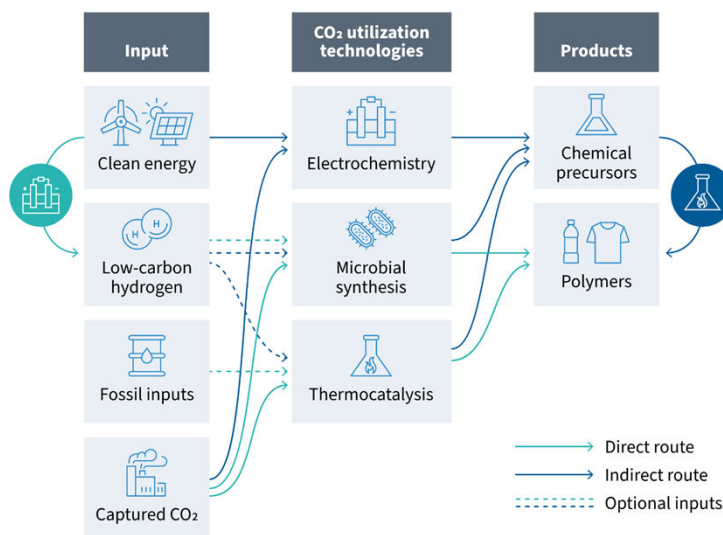 Input
CO₂ utilization
technologies
Products
Clean energy
Electrochemistry
Chemical
precursors
H H
Low-carbon
hydrogen
Microbial
synthesis
Polymers
Fossil inputs
Thermocatalysis
Captured CO₂
Direct route
Indirect route
Optional inputs